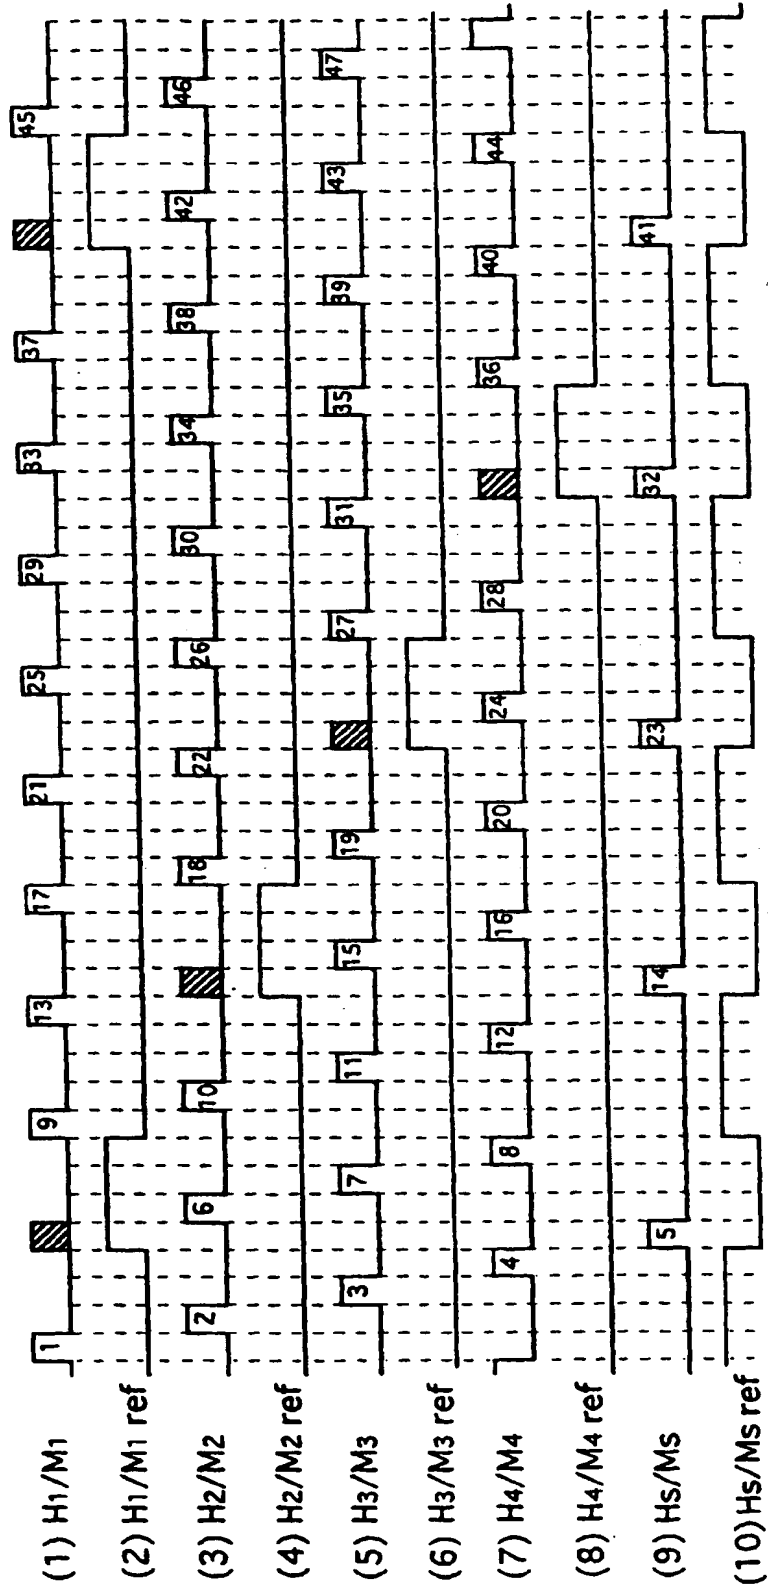 (1) H1/M1 1 9 13 17 21 25 29 33 37 45
(2) H1/M1 ref
(3) H2/M2 2 6 10 18 22 26 30 34 38 42 46
(4) H2/M2 ref
(5) H3/M3 3 7 11 15 19 27 31 35 39 43 47
(6) H3/M3 ref
(7) H4/M4 4 8 12 16 20 24 28 36 40 44
(8) H4/M4 ref
(9) Hs/Ms 5 14 23 32 41
(10) Hs/Ms ref